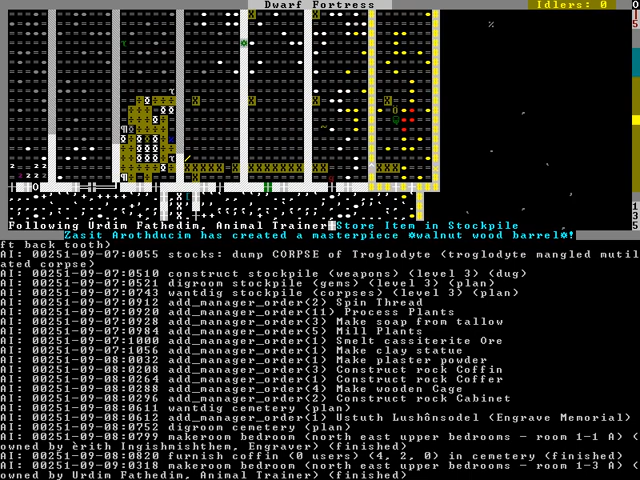 Dwarf Fortress
Idlers: 0
Following Urdim Fathedim, Animal Trainer Store Item in Stockpile
Zasit Arothducim has created a masterpiece ☼walnut wood barrel☼!
ft back tooth)
AI: 00251-09-07:0055 stocks: dump CORPSE of Troglodyte (troglodyte mangled mutil
ated corpse)
AI: 00251-09-07:0510 construct stockpile (weapons) (level 3) (dug)
AI: 00251-09-07:0521 digroom stockpile (gems) (level 3) (plan)
AI: 00251-09-07:0743 wantdig stockpile (corpses) (level 3) (plan)
AI: 00251-09-07:0912 add_manager_order(2) Spin Thread
AI: 00251-09-07:0920 add_manager_order(11) Process Plants
AI: 00251-09-07:0928 add_manager_order(3) Make soap from tallow
AI: 00251-09-07:0984 add_manager_order(5) Mill Plants
AI: 00251-09-07:1000 add_manager_order(1) Smelt cassiterite Ore
AI: 00251-09-07:1056 add_manager_order(1) Make clay statue
AI: 00251-09-08:0032 add_manager_order(1) Make plaster powder
AI: 00251-09-08:0208 add_manager_order(3) Construct rock Coffin
AI: 00251-09-08:0264 add_manager_order(1) Construct rock Coffer
AI: 00251-09-08:0288 add_manager_order(4) Make wooden Cage
AI: 00251-09-08:0296 add_manager_order(2) Construct rock Cabinet
AI: 00251-09-08:0611 wantdig cemetery (plan)
AI: 00251-09-08:0612 add_manager_order(1) Ustuth Lushônsodel (Engrave Memorial)
AI: 00251-09-08:0752 digroom cemetery (plan)
AI: 00251-09-08:0799 makeroom bedroom (north east upper bedrooms - room 1-1 A) (
owned by èrith Ingishmishthem, Engraver) (finished)
AI: 00251-09-08:0820 furnish coffin (0 users) (4, 2, 0) in cemetery (finished)
AI: 00251-09-09:0318 makeroom bedroom (north east upper bedrooms - room 1-3 A) (
owned by Urdim Fathedim, Animal Trainer) (finished)